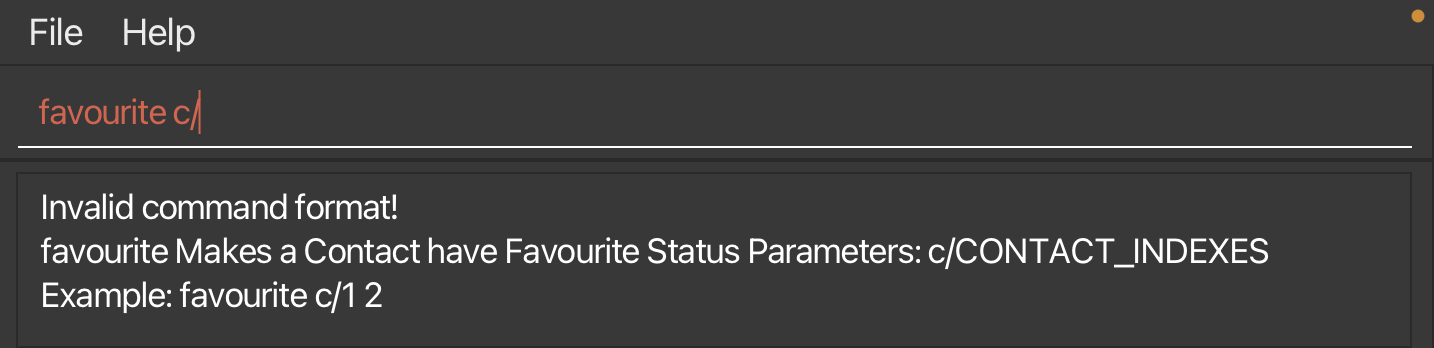 File Help
favourite c/
Invalid command format!
favourite Makes a Contact have Favourite Status Parameters: c/CONTACT_INDEXES
Example: favourite c/1 2